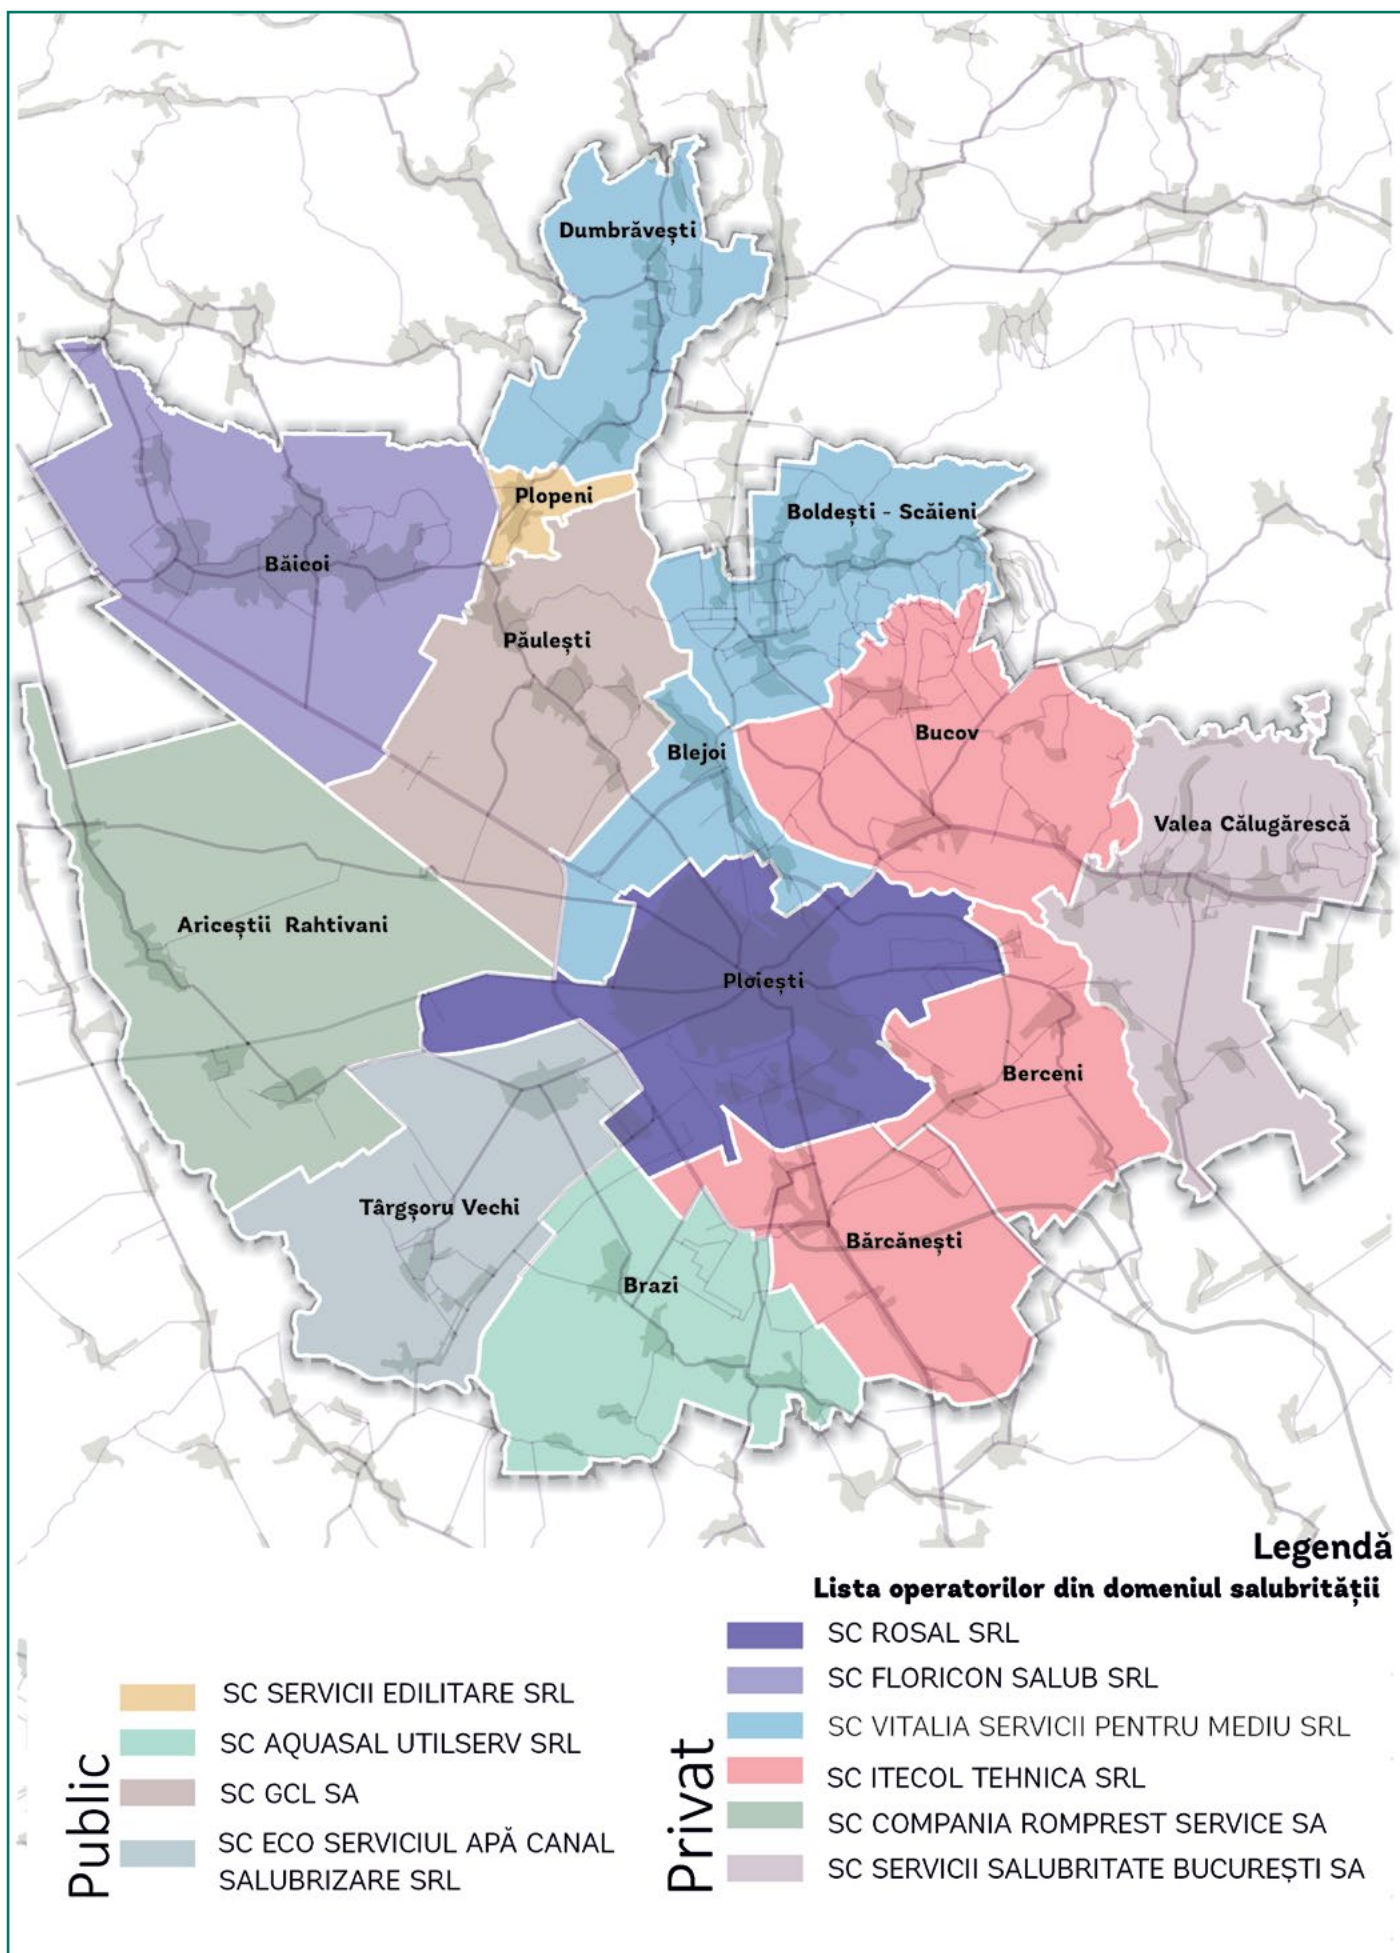 Dumbrăvești
Plopeni
Boldești - Scăieni
Băicoi
Păulești
Bucov
Blejoi
Valea Călugărescă
Ariceștii Rahtivani
Ploiești
Berceni
Târgșoru Vechi
Bărcănești
Brazi
Legendă
Lista operatorilor din domeniul salubrității
Public
SC SERVICII EDILITARE SRL
SC AQUASAL UTILSERV SRL
SC GCL SA
SC ECO SERVICIUL APĂ CANAL
SALUBRIZARE SRL
Privat
SC ROSAL SRL
SC FLORICON SALUB SRL
SC VITALIA SERVICII PENTRU MEDIU SRL
SC ITECOL TEHNICA SRL
SC COMPANIA ROMPREST SERVICE SA
SC SERVICII SALUBRITATE BUCUREȘTI SA